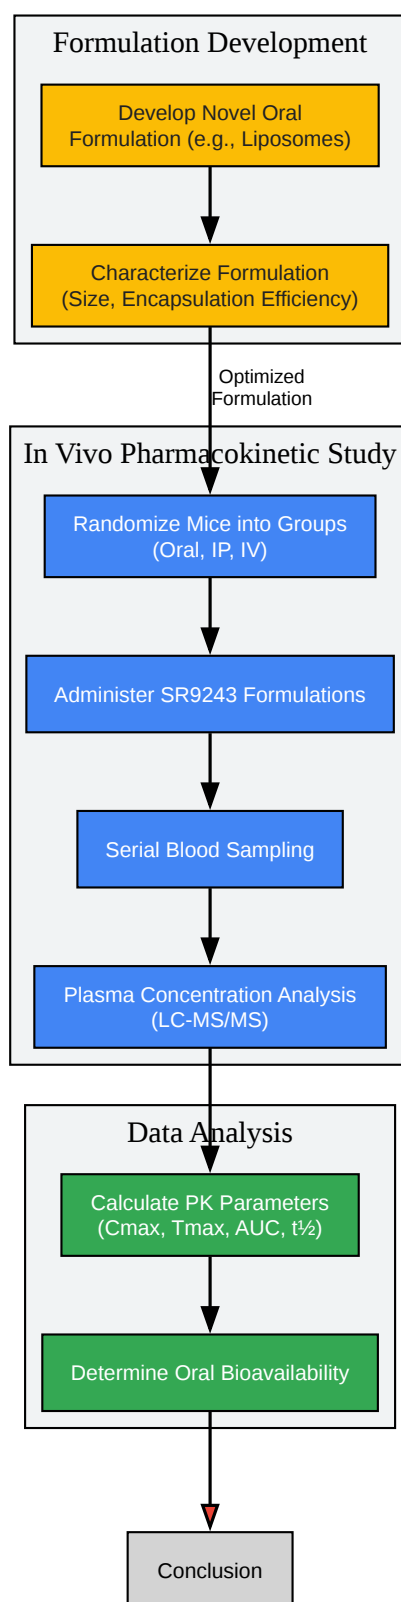 Formulation Development
Develop Novel Oral
Formulation (e.g., Liposomes)
Characterize Formulation
(Size, Encapsulation Efficiency)
Optimized
Formulation
In Vivo Pharmacokinetic Study
Randomize Mice into Groups
(Oral, IP, IV)
Administer SR9243 Formulations
Serial Blood Sampling
Plasma Concentration Analysis
(LC-MS/MS)
Data Analysis
Calculate PK Parameters
(Cmax, Tmax, AUC, t½)
Determine Oral Bioavailability
Conclusion